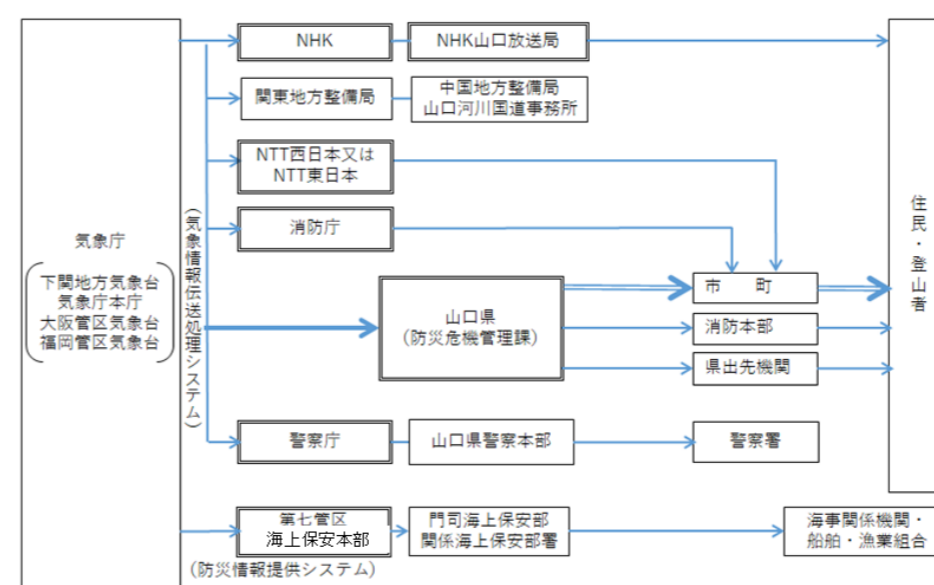 NHK
NHK山口放送局
関東地方整備局
中国地方整備局
山口河川国道事務所
NTT西日本又は
NTT東日本
消防庁
気象庁
下関地方気象台
気象庁本庁
大阪管区気象台
福岡管区気象台
(気象情報伝送処理システム)
山口県
(防災危機管理課)
市　町
消防本部
県出先機関
住民・登山者
警察庁
山口県警察本部
警察署
第七管区
海上保安本部
門司海上保安部
関係海上保安部署
海事関係機関・
船舶・漁業組合
(防災情報提供システム)